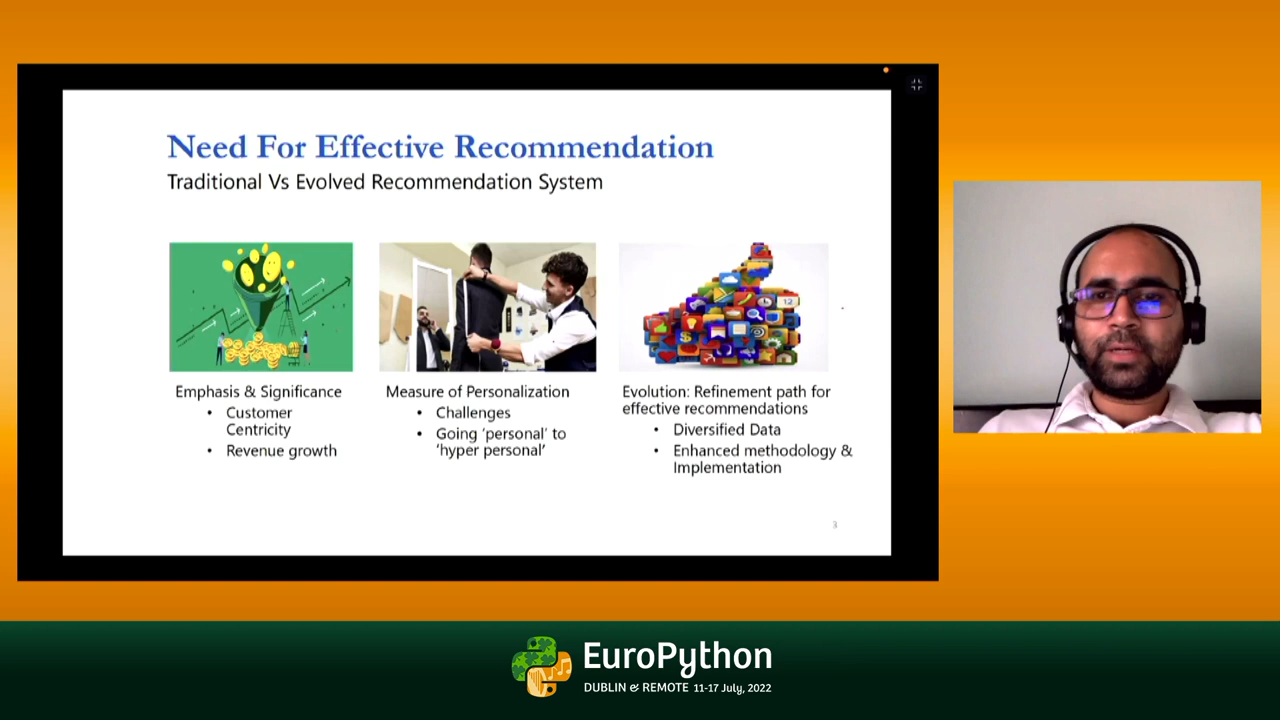 Need For Effective Recommendation
Traditional Vs Evolved Recommendation System
Emphasis & Significance
• Customer
Centricity
• Revenue growth
Measure of Personalization
• Challenges
• Going ‘personal’ to
‘hyper personal’
Evolution: Refinement path for
effective recommendations
• Diversified Data
• Enhanced methodology &
Implementation
12
3
EuroPython
DUBLIN & REMOTE 11-17 July, 2022